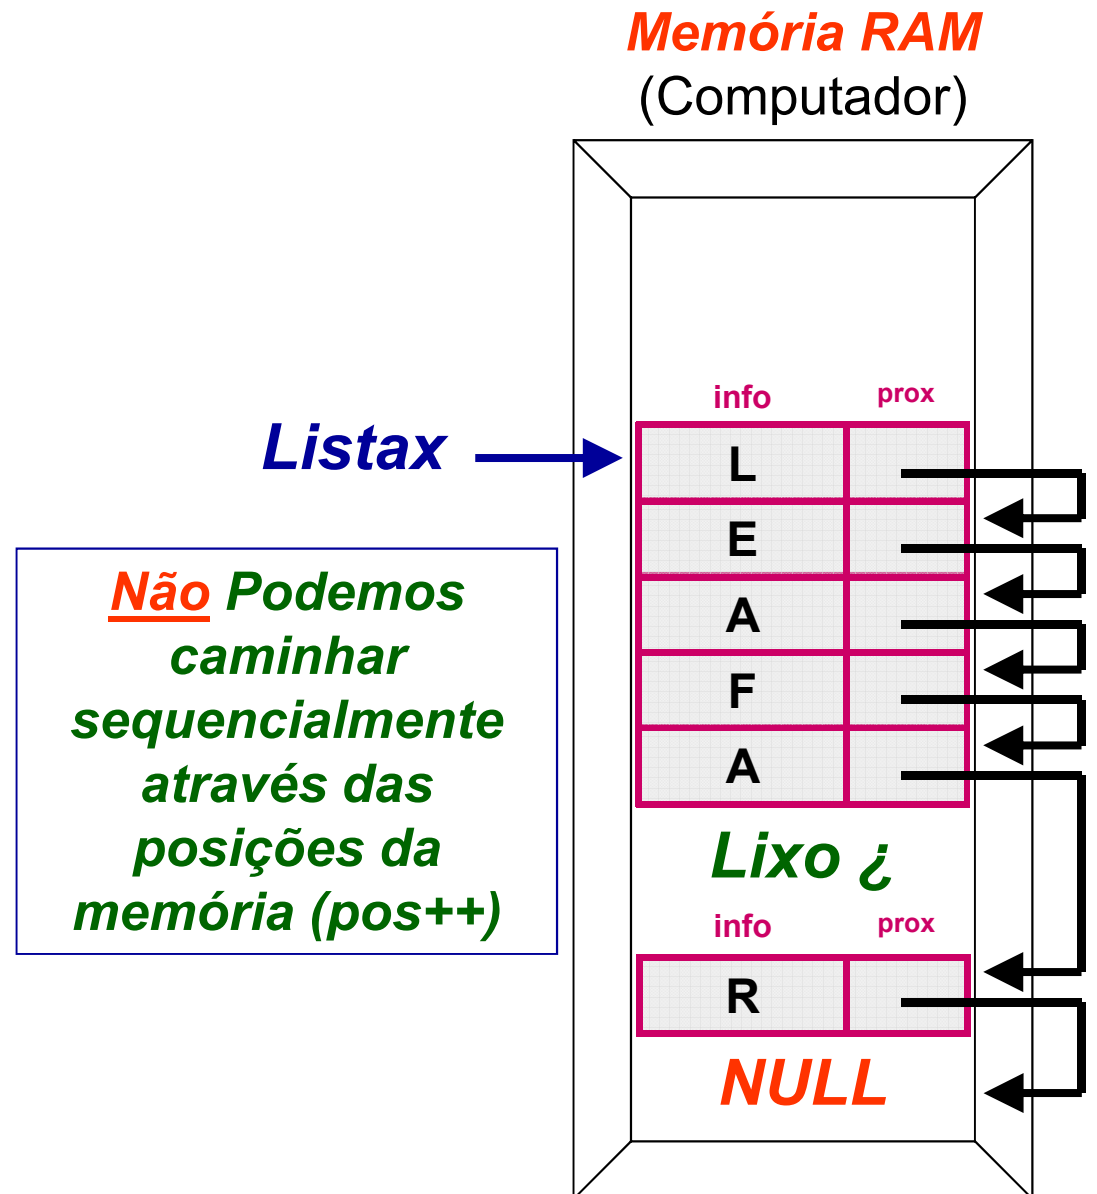 Memória RAM
(Computador)
info prox
Listax
L
E
A
F
A
Não Podemos
caminhar
sequencialmente
através das
posições da
memória (pos++)
Lixo ¿
info prox
R
NULL